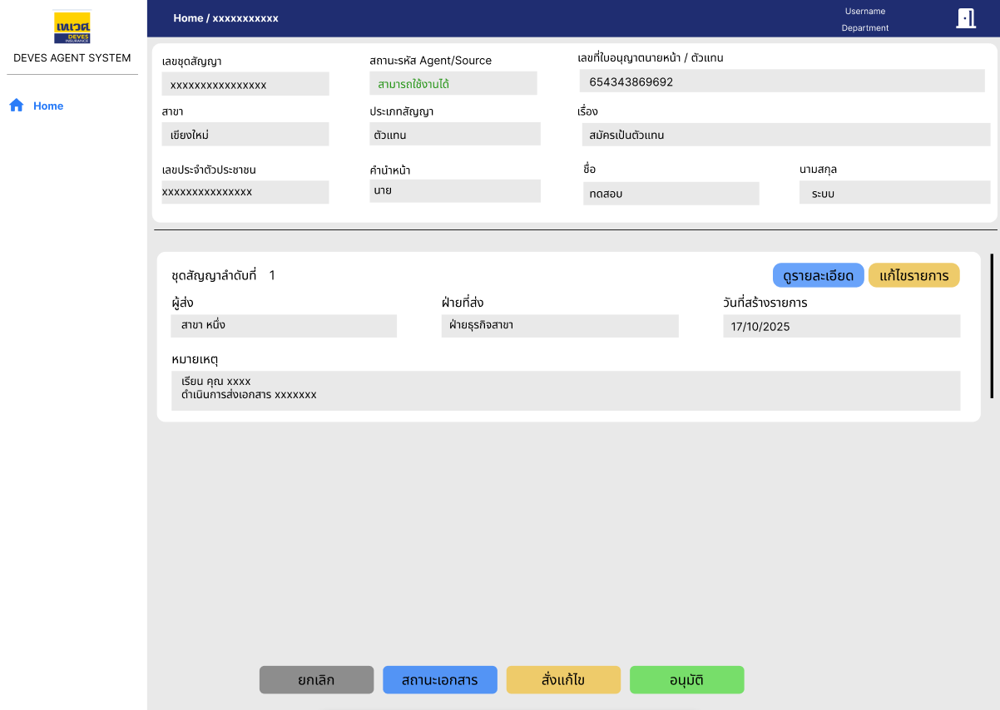 เทเวศ
DEVES
INSURANCE
DEVES AGENT SYSTEM
Home
Home / xxxxxxxxxxx
Username
Department
เลขชุดสัญญา
สถานะรหัส Agent/Source
เลขที่ใบอนุญาตนายหน้า / ตัวแทน
xxxxxxxxxxxxxxxx
สามารถใช้งานได้
654343869692
สาขา
ประเภทสัญญา
เรื่อง
เขียงใหม่
ตัวแทน
สมัครเป้นตัวแทน
เลขประจำตัวประชาชน
คำนำหน้า
ชื่อ
นามสกุล
xxxxxxxxxxxxxxx
นาย
ทดสอบ
ระบบ
ชุดสัญญาลำดับที่ 1
ดูรายละเอียด
แก้ไขรายการ
ผู้ส่ง
ฝ่ายที่ส่ง
วันที่สร้างรายการ
สาขา หนึ่ง
ฝ่ายธุรกิจสาขา
17/10/2025
หมายเหตุ
เรียน คุณ xxxx
ดำเนินการส่งเอกสาร xxxxxxx
ยกเลิก
สถานะเอกสาร
สั่งแก้ไข
อนุมัติ